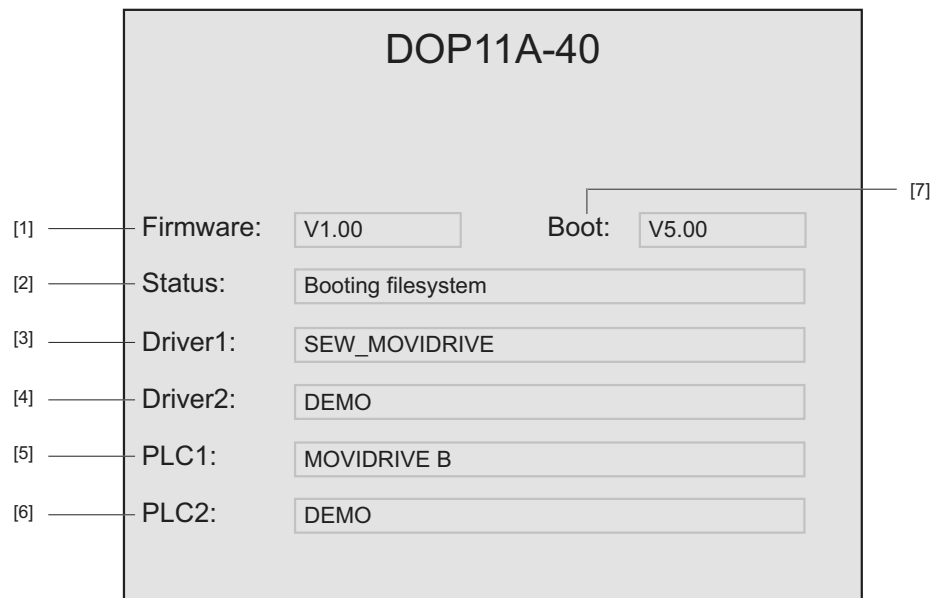 DOP11A-40
[7]
[1] Firmware: V1.00 Boot: V5.00
[2] Status: Booting filesystem
[3] Driver1: SEW_MOVIDRIVE
[4] Driver2: DEMO
[5] PLC1: MOVIDRIVE B
[6] PLC2: DEMO